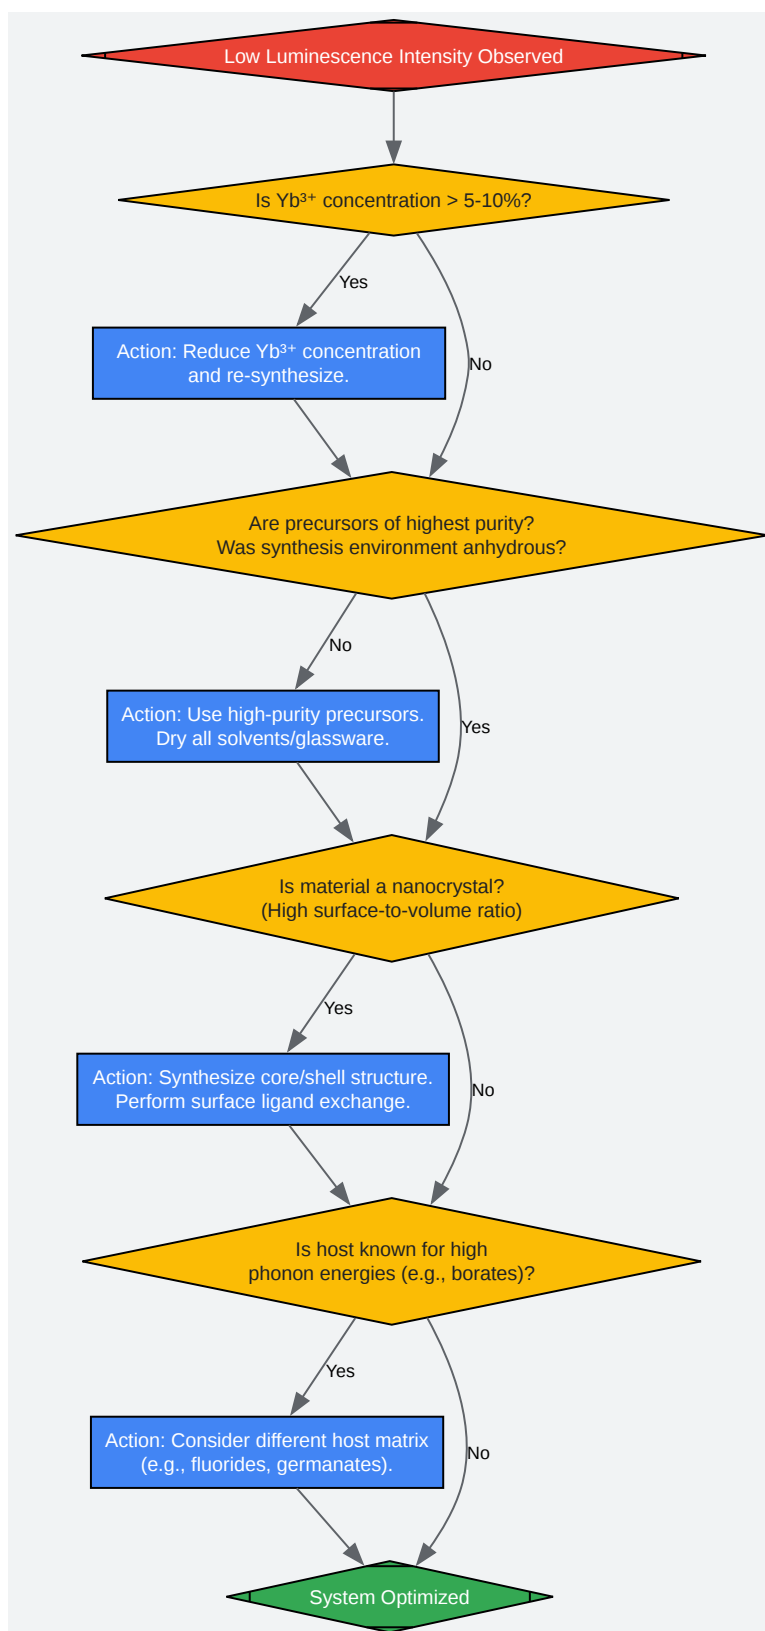 Low Luminescence Intensity Observed
Is Yb³⁺ concentration > 5-10%?
Yes
Action: Reduce Yb³⁺ concentration
and re-synthesize.
No
Are precursors of highest purity?
Was synthesis environment anhydrous?
No
Action: Use high-purity precursors.
Dry all solvents/glassware.
Yes
Is material a nanocrystal?
(High surface-to-volume ratio)
Yes
Action: Synthesize core/shell structure.
Perform surface ligand exchange.
No
Is host known for high
phonon energies (e.g., borates)?
Yes
Action: Consider different host matrix
(e.g., fluorides, germanates).
No
System Optimized